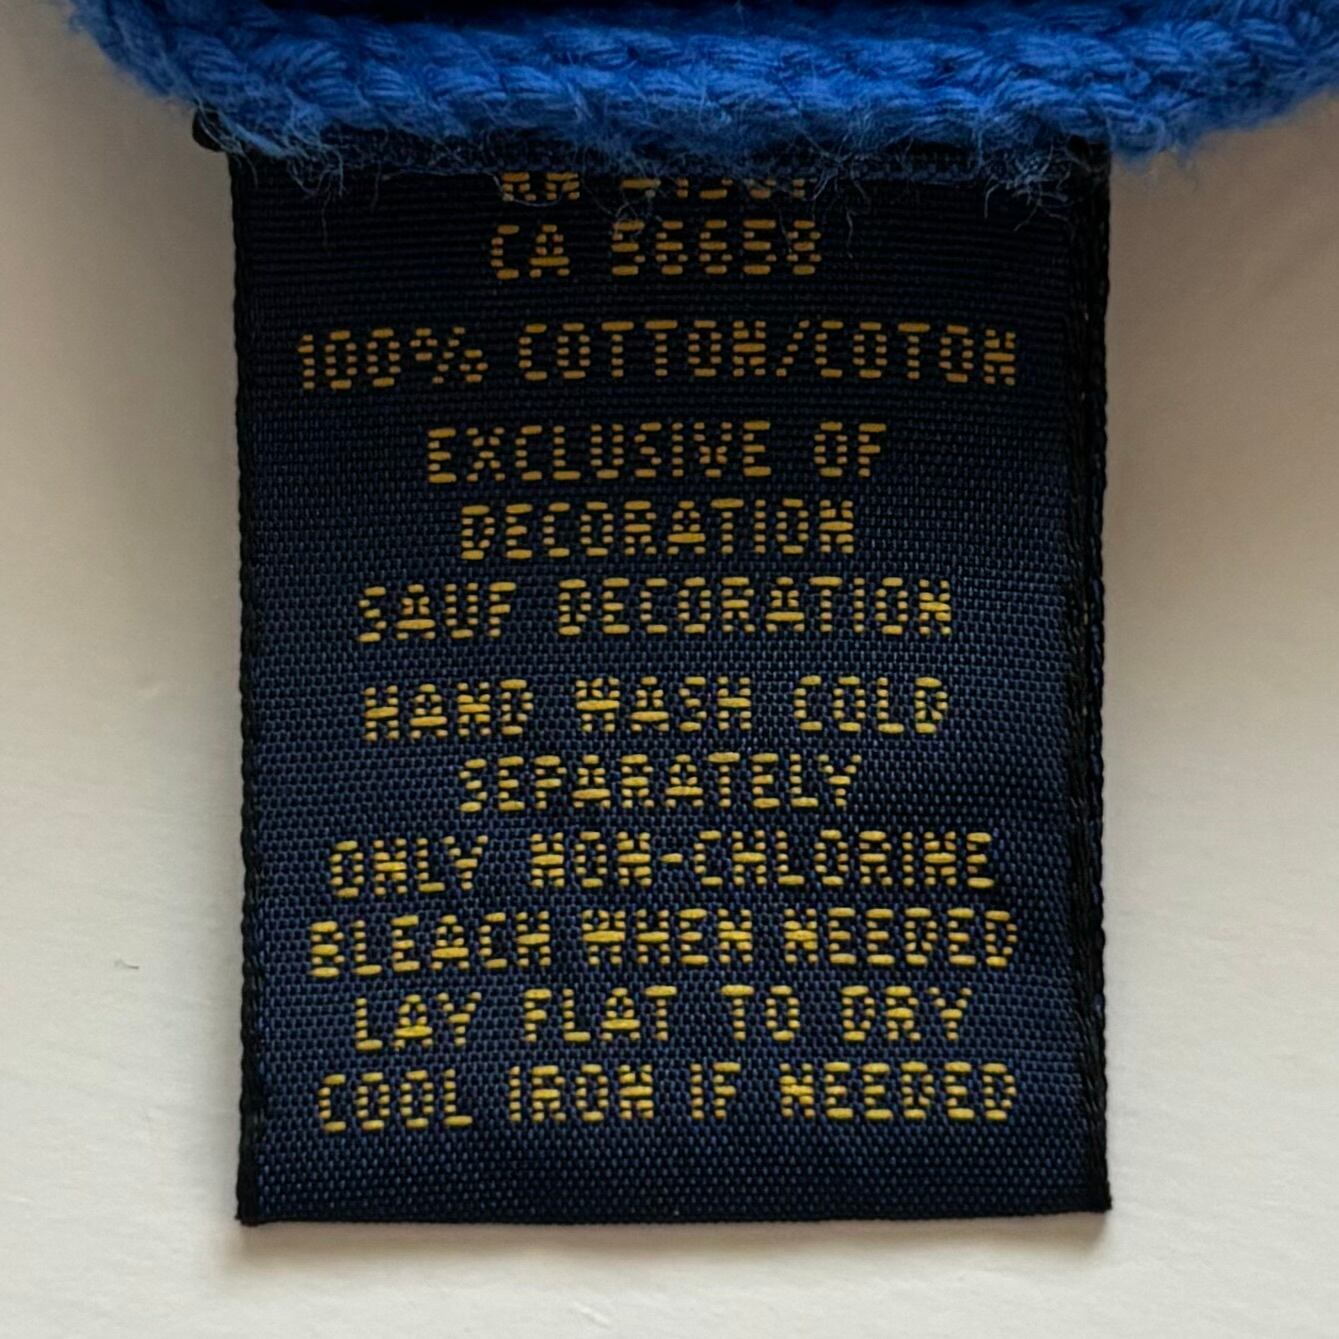 CA 56658
100% COTTON/COTON
EXCLUSIVE OF
DECORATION
SAUF DECORATION
HAND WASH COLD
SEPARATELY
ONLY NON-CHLORINE
BLEACH WHEN NEEDED
LAY FLAT TO DRY
COOL IRON IF NEEDED